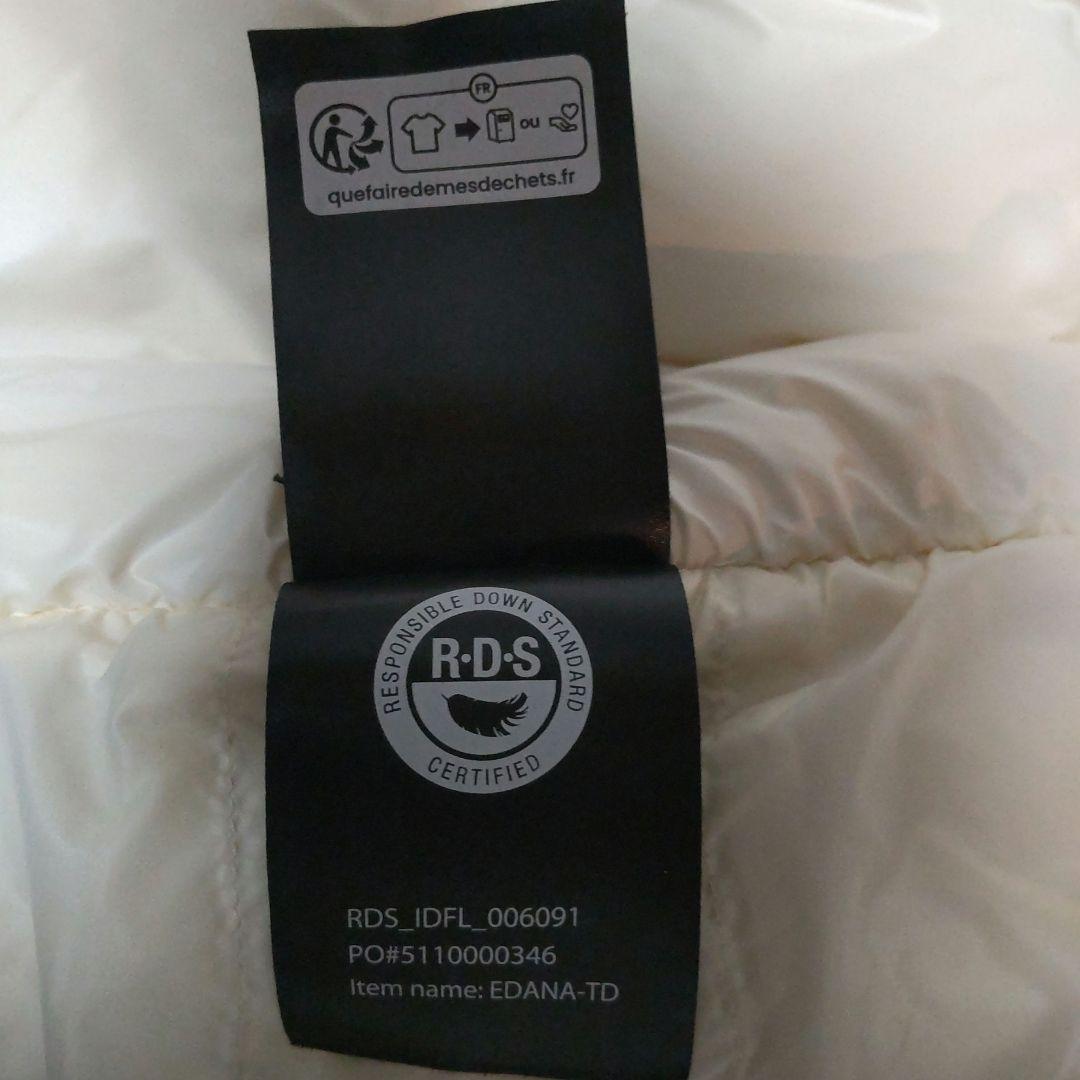 FR
ou
quefairedemesdechets.fr
RESPONSIBLE DOWN STANDARD
R·D·S
CERTIFIED
RDS_IDFL_006091
PO#5110000346
Item name: EDANA-TD